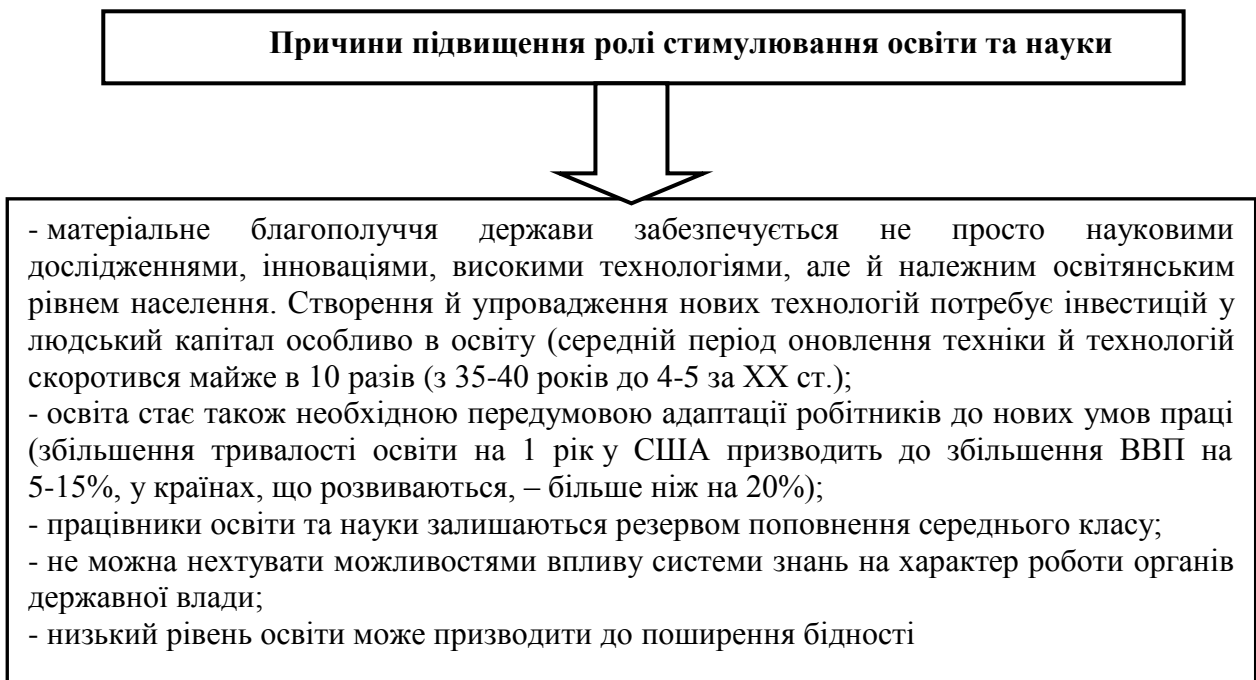 Причини підвищення ролі стимулювання освіти та науки
- матеріальне благополуччя держави забезпечується не просто науковими
дослідженнями, інноваціями, високими технологіями, але й належним освітянським
рівнем населення. Створення й упровадження нових технологій потребує інвестицій у
людський капітал особливо в освіту (середній період оновлення техніки й технологій
скоротився майже в 10 разів (з 35-40 років до 4-5 за ХХ ст.);
- освіта стає також необхідною передумовою адаптації робітників до нових умов праці
(збільшення тривалості освіти на 1 рік у США призводить до збільшення ВВП на
5-15%, у країнах, що розвиваються, – більше ніж на 20%);
- працівники освіти та науки залишаються резервом поповнення середнього класу;
- не можна нехтувати можливостями впливу системи знань на характер роботи органів
державної влади;
- низький рівень освіти може призводити до поширення бідності